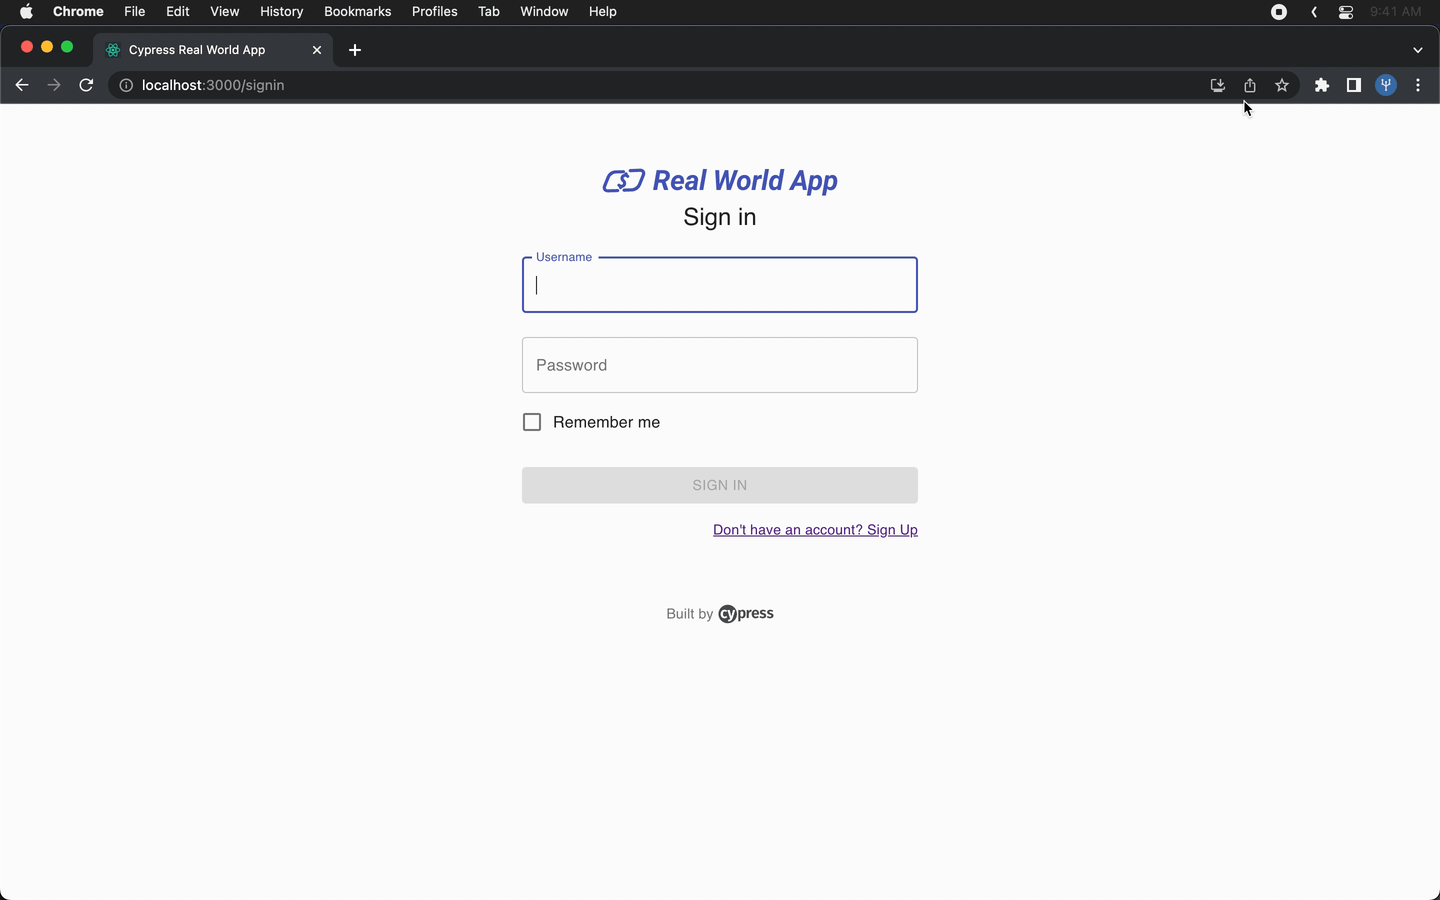 Chrome File Edit View History Bookmarks Profiles Tab Window Help 9:41 AM
Cypress Real World App
localhost:3000/signin
Real World App
Sign in
Username
Password
Remember me
SIGN IN
Don't have an account? Sign Up
Built by cypress